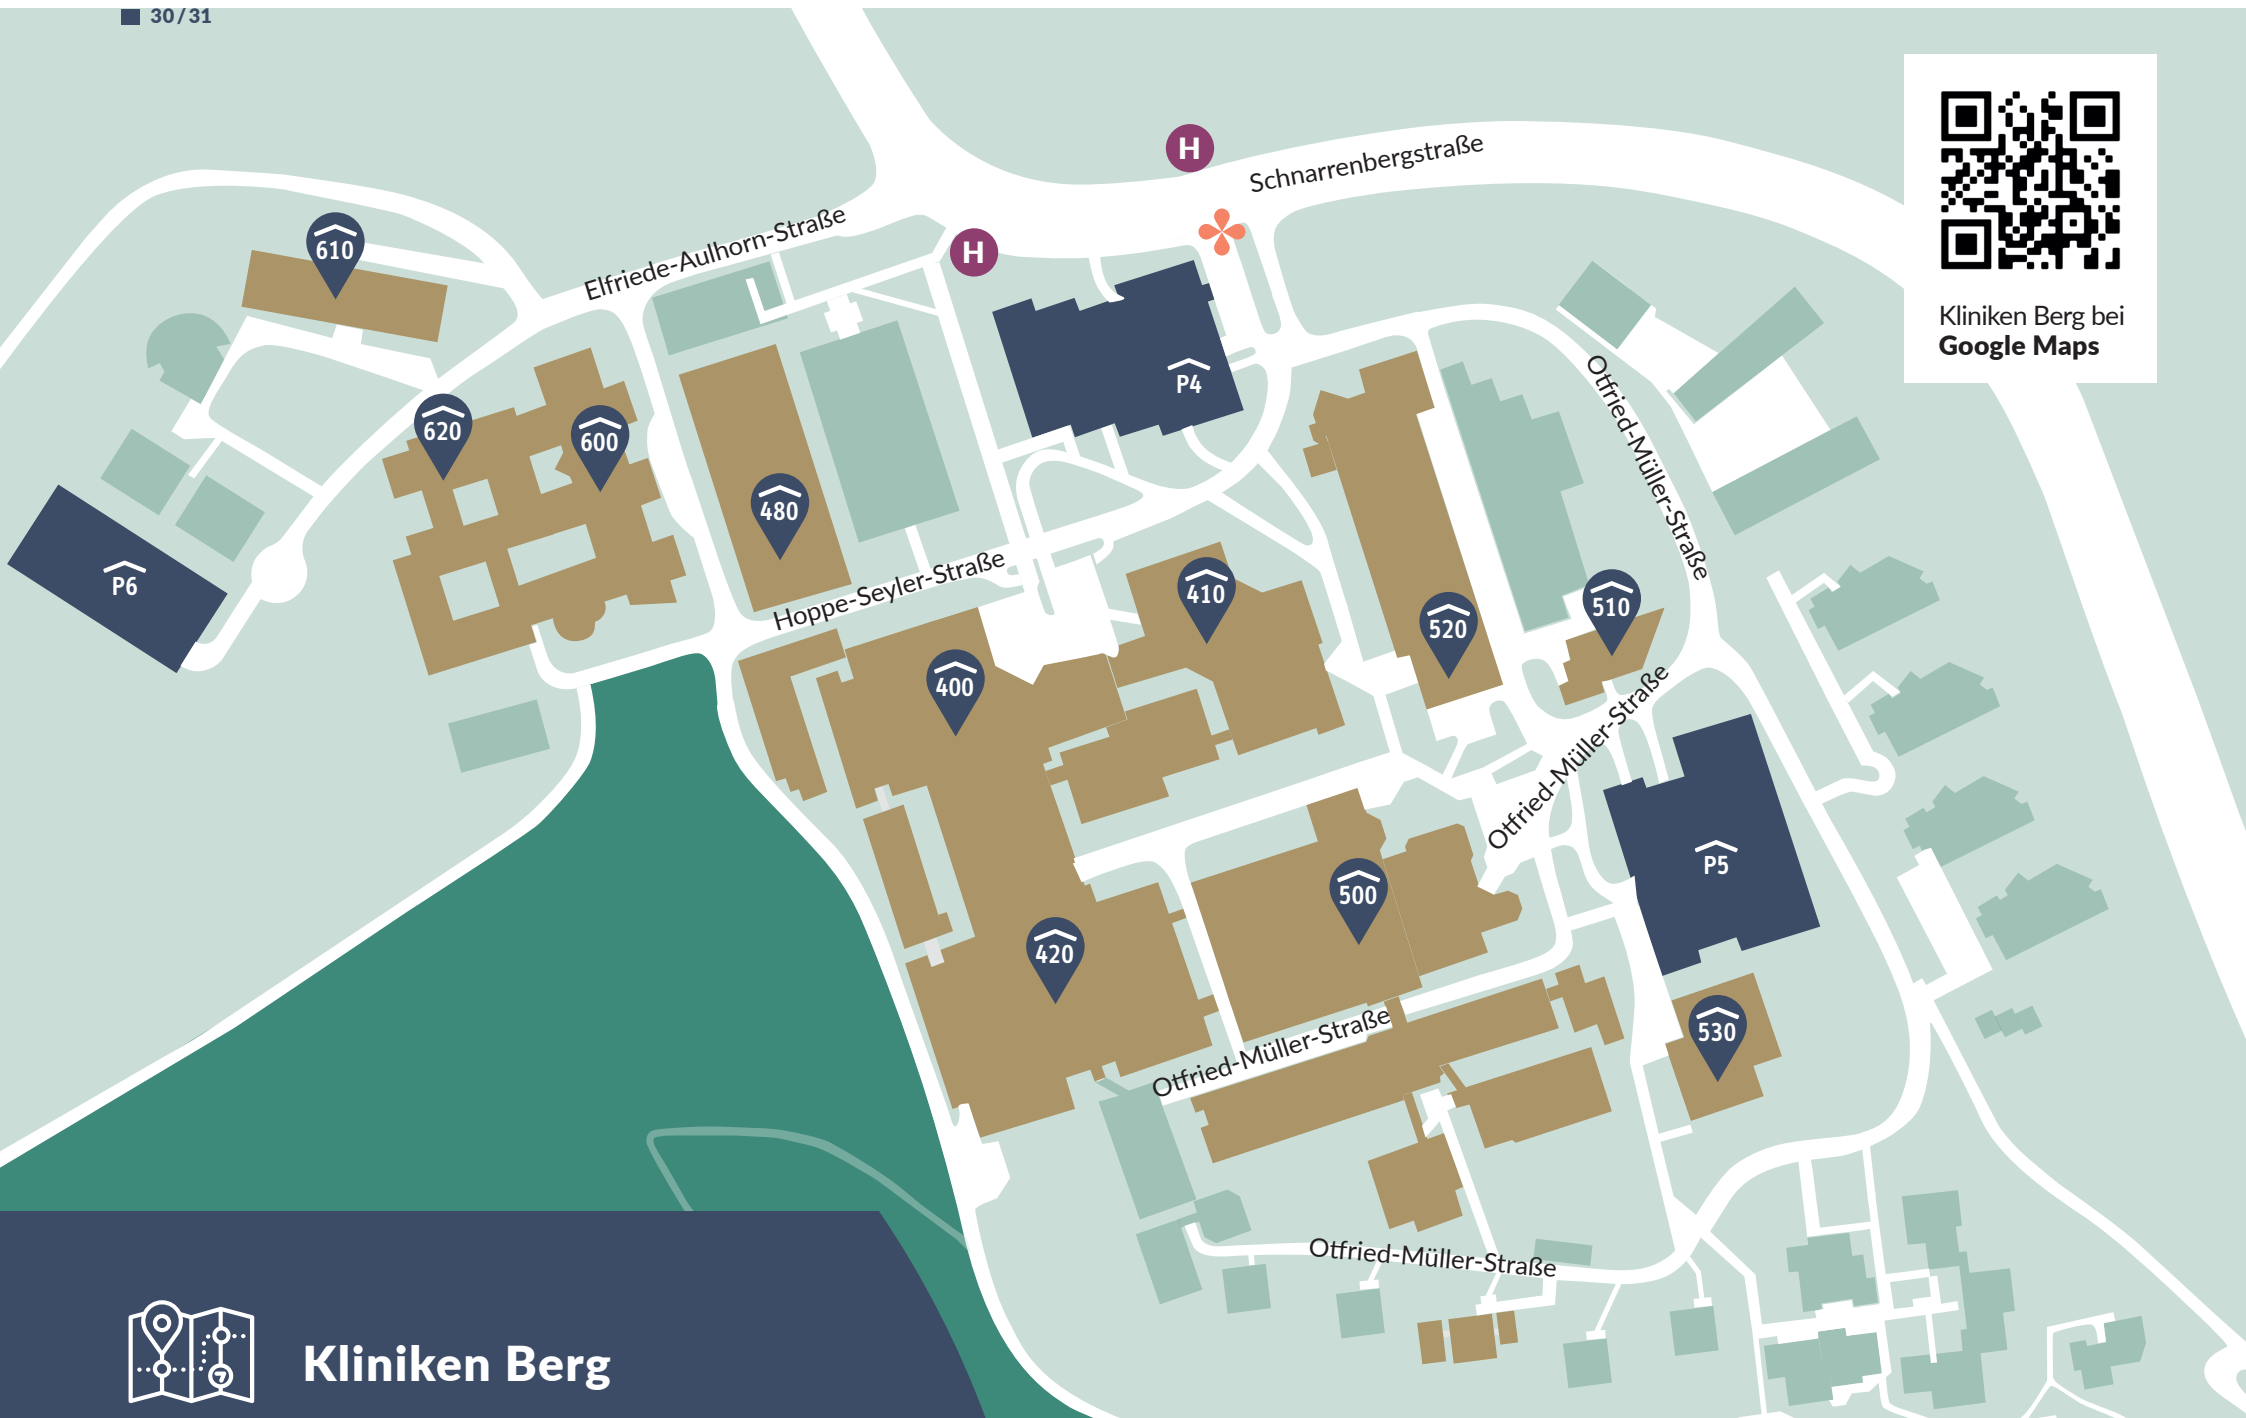 30/31
H
Schnarrenbergstraße
Kliniken Berg bei
Google Maps
Elfriede-Aulhorn-Straße
H
610
P4
Otfried-Müller-Straße
620
600
480
P6
Hoppe-Seyler-Straße
410
510
520
400
Otfried-Müller-Straße
P5
500
420
530
Otfried-Müller-Straße
Otfried-Müller-Straße
Kliniken Berg